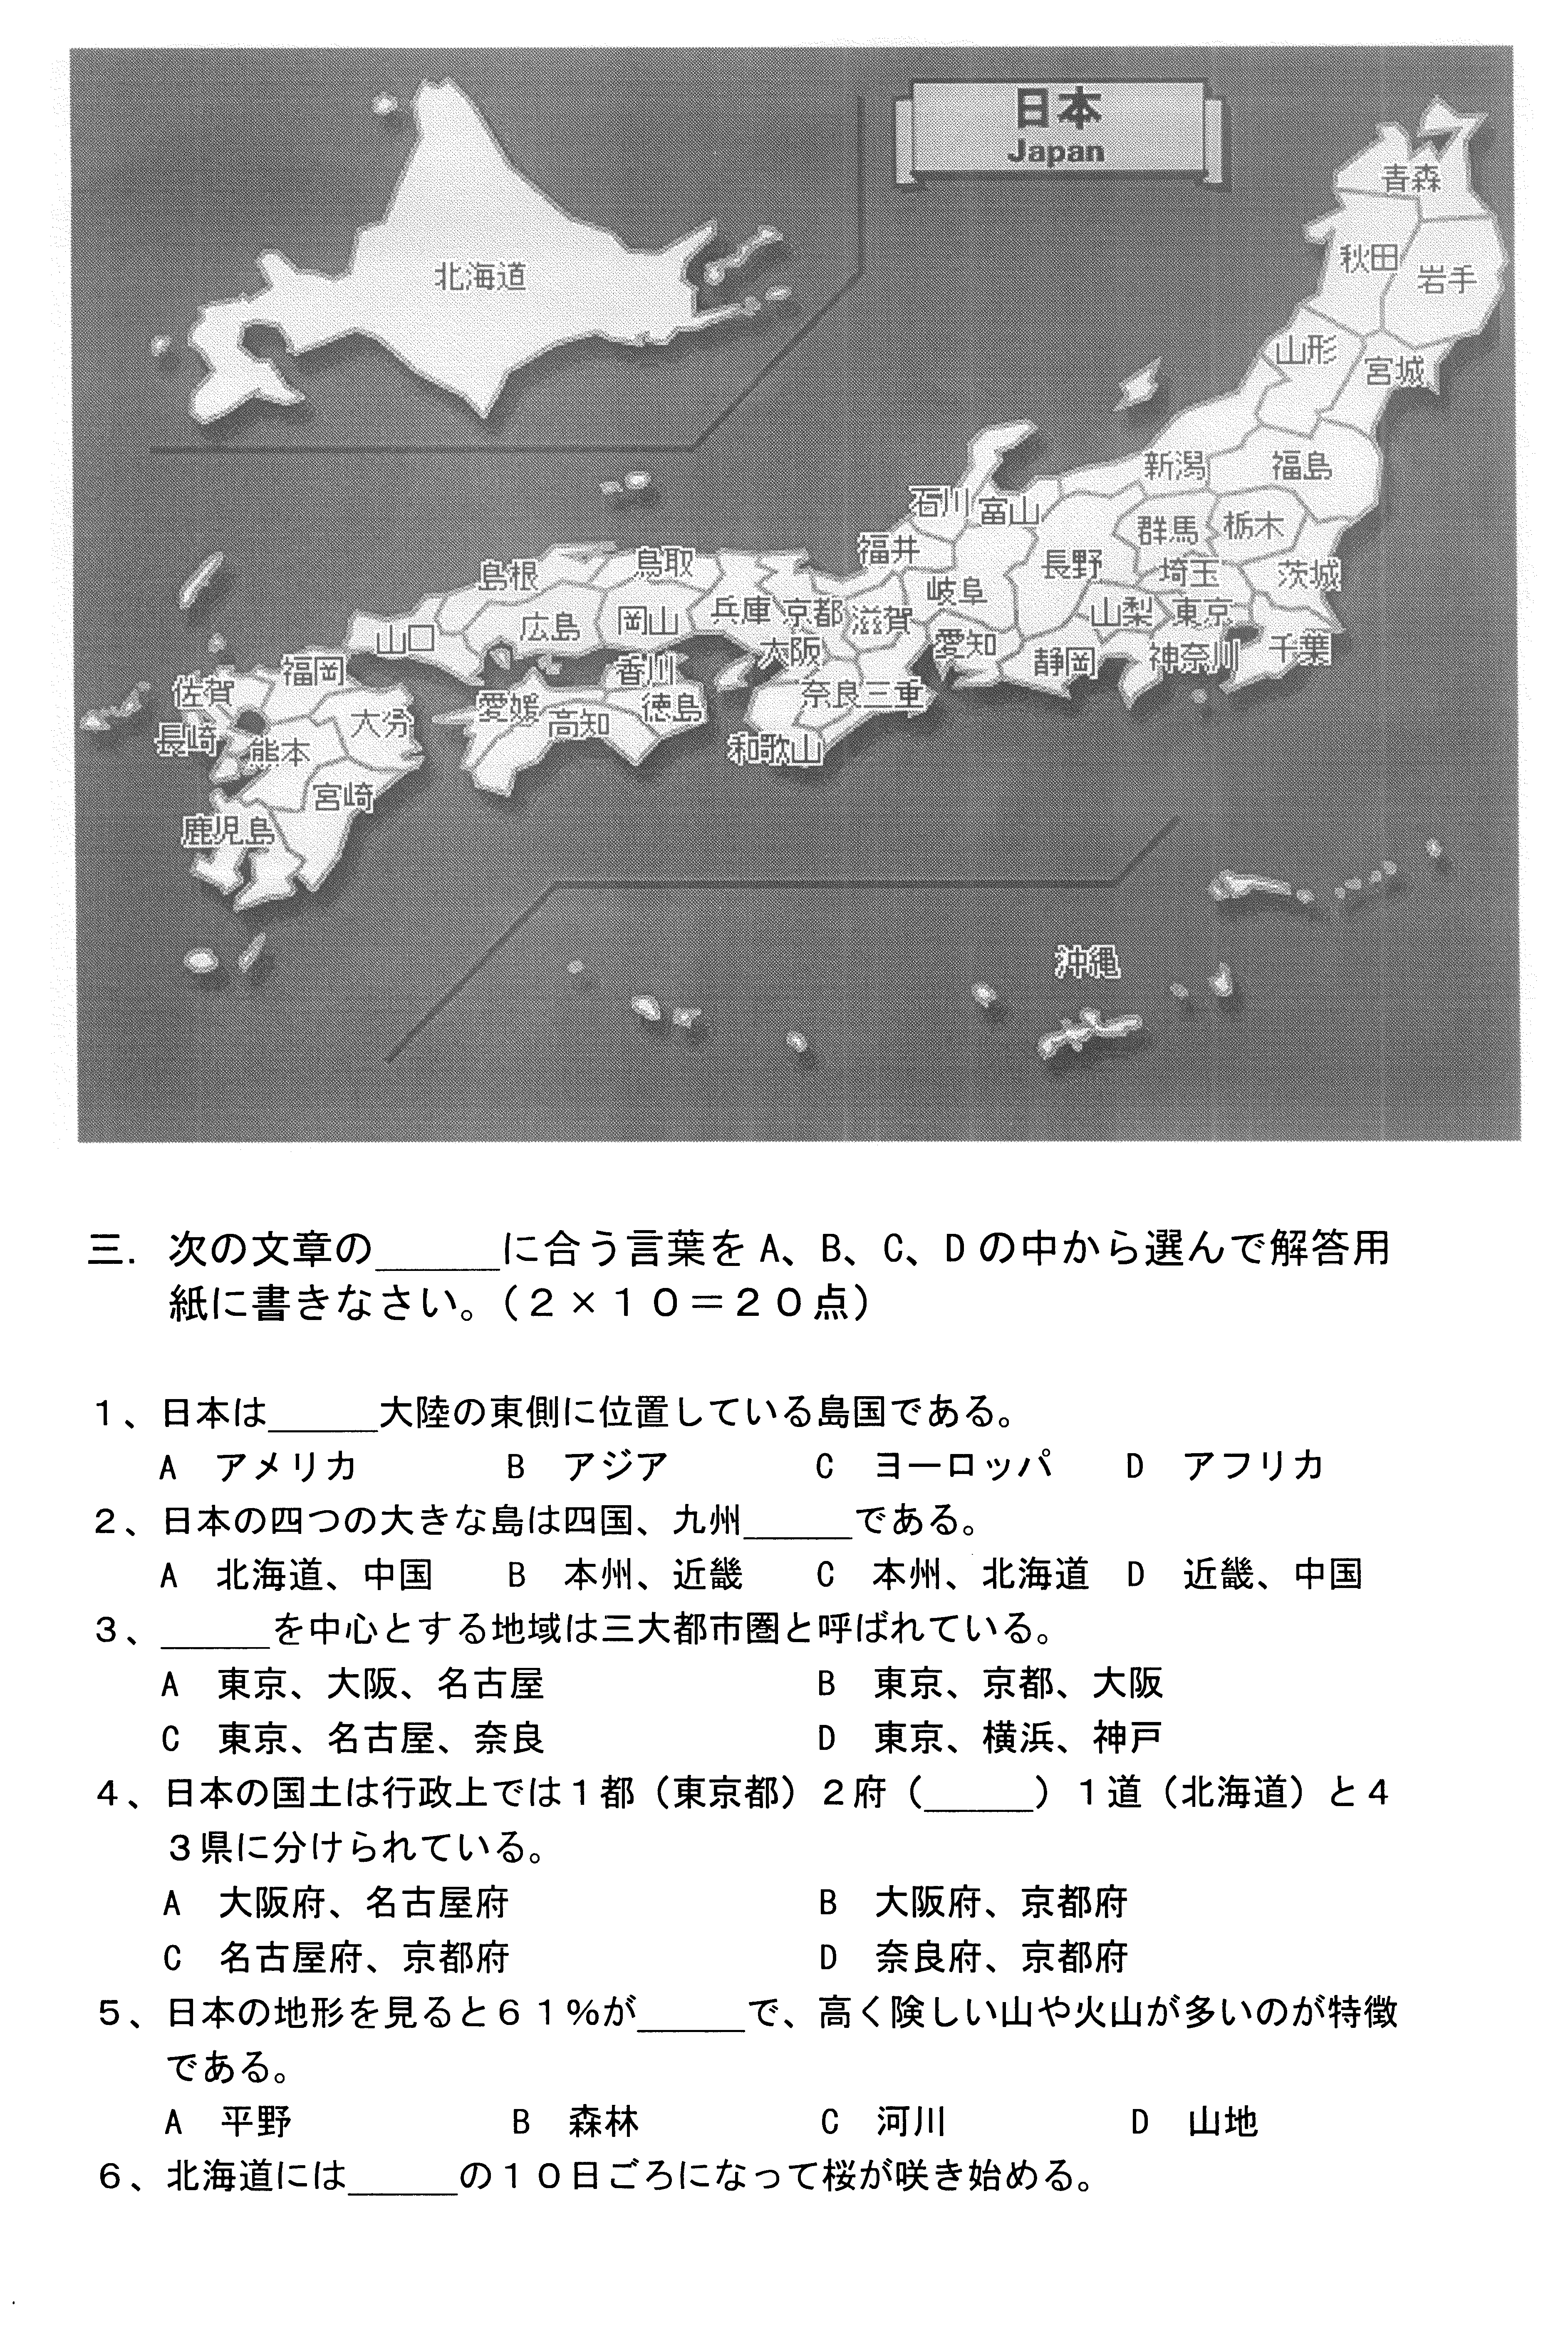 日本
Japan
北海道
青森
秋田
岩手
山形
宮城
新潟
福島
石川
富山
群馬
栃木
福井
長野
埼玉
茨城
岐阜
山梨
東京
島根
鳥取
広島
岡山
兵庫
京都
滋賀
愛知
静岡
神奈川
千葉
山口
大阪
福岡
香川
佐賀
愛媛
高知
徳島
奈良
三重
長崎
熊本
大分
和歌山
宮崎
鹿児島
沖縄
三. 次の文章の______に合う言葉を A、B、C、D の中から選んで解答用
紙に書きなさい。（２×１０＝２０点）
１、日本は______大陸の東側に位置している島国である。
A アメリカ B アジア C ヨーロッパ D アフリカ
２、日本の四つの大きな島は四国、九州______である。
A 北海道、中国 B 本州、近畿 C 本州、北海道 D 近畿、中国
３、______を中心とする地域は三大都市圏と呼ばれている。
A 東京、大阪、名古屋 B 東京、京都、大阪
C 東京、名古屋、奈良 D 東京、横浜、神戸
４、日本の国土は行政上では１都（東京都）２府（______）１道（北海道）と４
３県に分けられている。
A 大阪府、名古屋府 B 大阪府、京都府
C 名古屋府、京都府 D 奈良府、京都府
５、日本の地形を見ると６１％が______で、高く険しい山や火山が多いのが特徴
である。
A 平野 B 森林 C 河川 D 山地
６、北海道には______の１０日ごろになって桜が咲き始める。